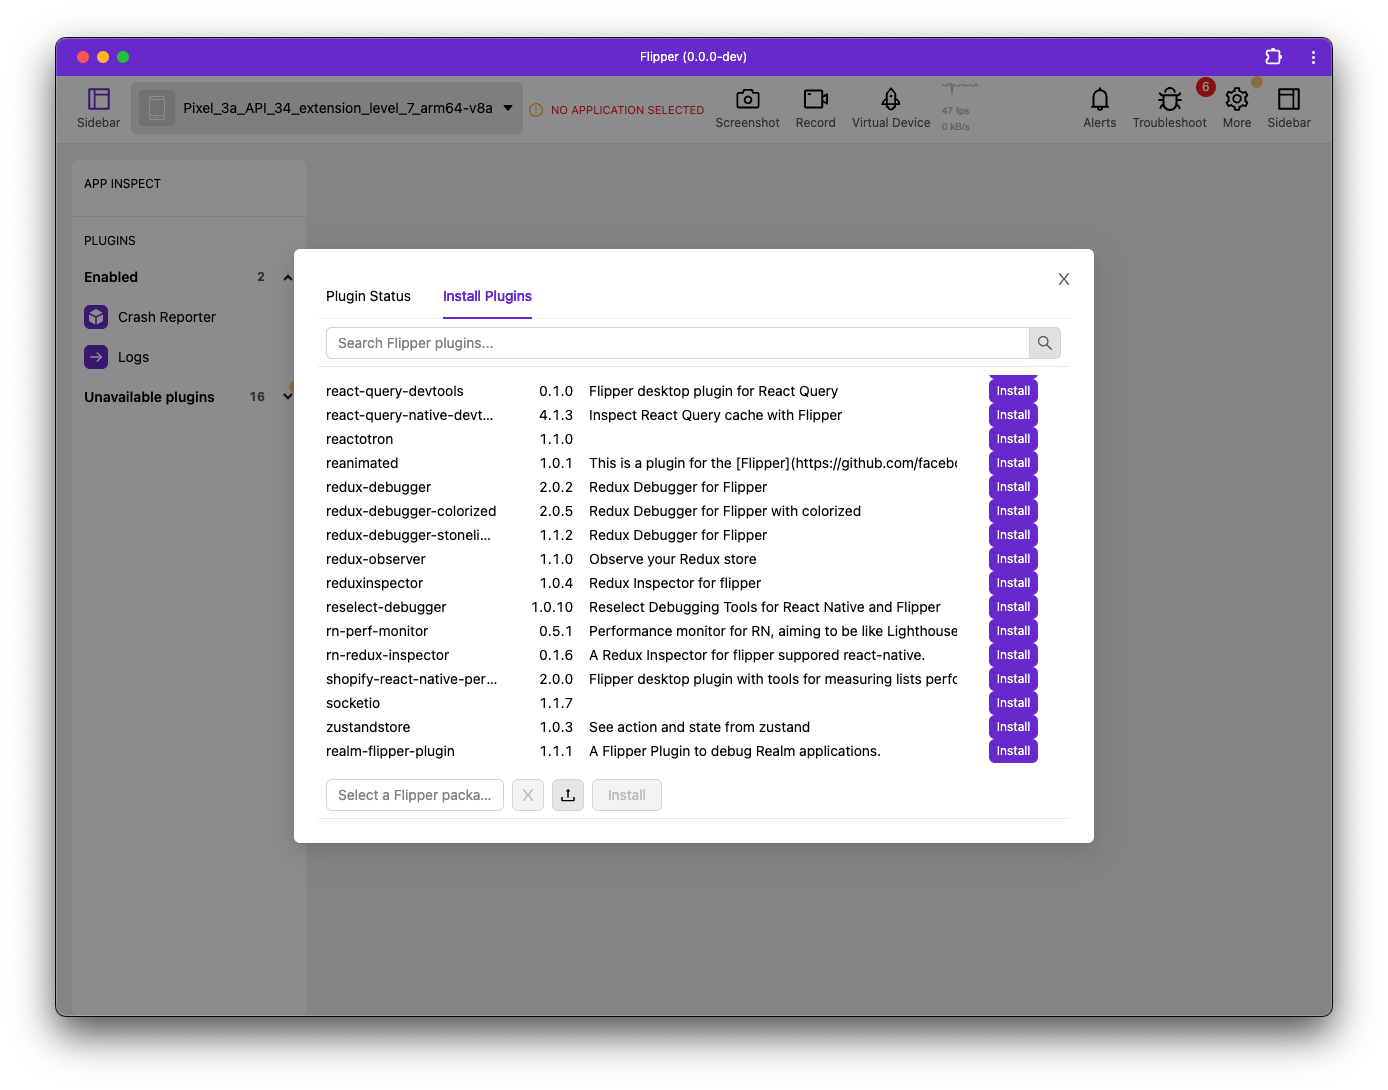 Flipper (0.0.0-dev)
Sidebar
Pixel_3a_API_34_extension_level_7_arm64-v8a
NO APPLICATION SELECTED
Screenshot
Record
Virtual Device
47 fps
0 kB/s
Alerts
6
Troubleshoot
More
Sidebar
APP INSPECT
PLUGINS
Enabled 2
Crash Reporter
Logs
Unavailable plugins 16
Plugin Status Install Plugins
Search Flipper plugins...
react-query-devtools 0.1.0 Flipper desktop plugin for React Query Install
react-query-native-devt... 4.1.3 Inspect React Query cache with Flipper Install
reactotron 1.1.0 Install
reanimated 1.0.1 This is a plugin for the [Flipper](https://github.com/facebo Install
redux-debugger 2.0.2 Redux Debugger for Flipper Install
redux-debugger-colorized 2.0.5 Redux Debugger for Flipper with colorized Install
redux-debugger-stoneli... 1.1.2 Redux Debugger for Flipper Install
redux-observer 1.1.0 Observe your Redux store Install
reduxinspector 1.0.4 Redux Inspector for flipper Install
reselect-debugger 1.0.10 Reselect Debugging Tools for React Native and Flipper Install
rn-perf-monitor 0.5.1 Performance monitor for RN, aiming to be like Lighthouse Install
rn-redux-inspector 0.1.6 A Redux Inspector for flipper suppored react-native. Install
shopify-react-native-per... 2.0.0 Flipper desktop plugin with tools for measuring lists perfo Install
socketio 1.1.7 Install
zustandstore 1.0.3 See action and state from zustand Install
realm-flipper-plugin 1.1.1 A Flipper Plugin to debug Realm applications. Install
Select a Flipper packa... Install